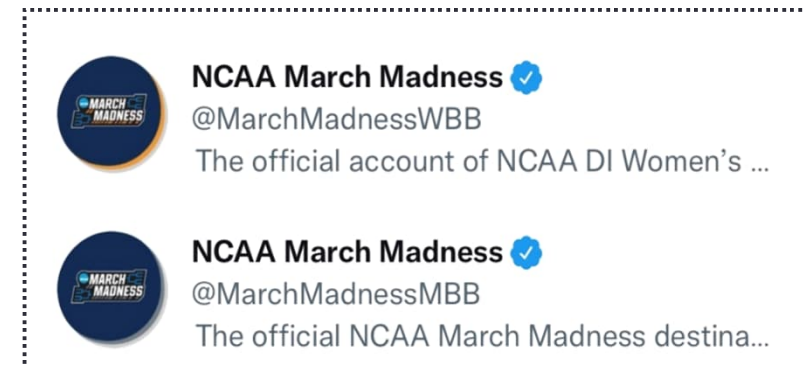 MARCH
MADNESS
NCAA March Madness
@MarchMadnessWBB
The official account of NCAA DI Women’s ...
MARCH
MADNESS
NCAA March Madness
@MarchMadnessMBB
The official NCAA March Madness destina...